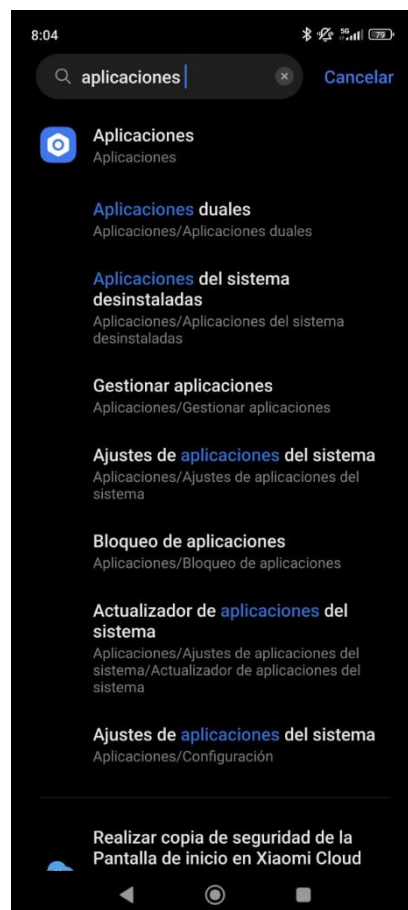 8:04
5G 79
aplicaciones
Cancelar
Aplicaciones
Aplicaciones
Aplicaciones duales
Aplicaciones/Aplicaciones duales
Aplicaciones del sistema
desinstaladas
Aplicaciones/Aplicaciones del sistema
desinstaladas
Gestionar aplicaciones
Aplicaciones/Gestionar aplicaciones
Ajustes de aplicaciones del sistema
Aplicaciones/Ajustes de aplicaciones del
sistema
Bloqueo de aplicaciones
Aplicaciones/Bloqueo de aplicaciones
Actualizador de aplicaciones del
sistema
Aplicaciones/Ajustes de aplicaciones del
sistema/Actualizador de aplicaciones del
sistema
Ajustes de aplicaciones del sistema
Aplicaciones/Configuración
Realizar copia de seguridad de la
Pantalla de inicio en Xiaomi Cloud